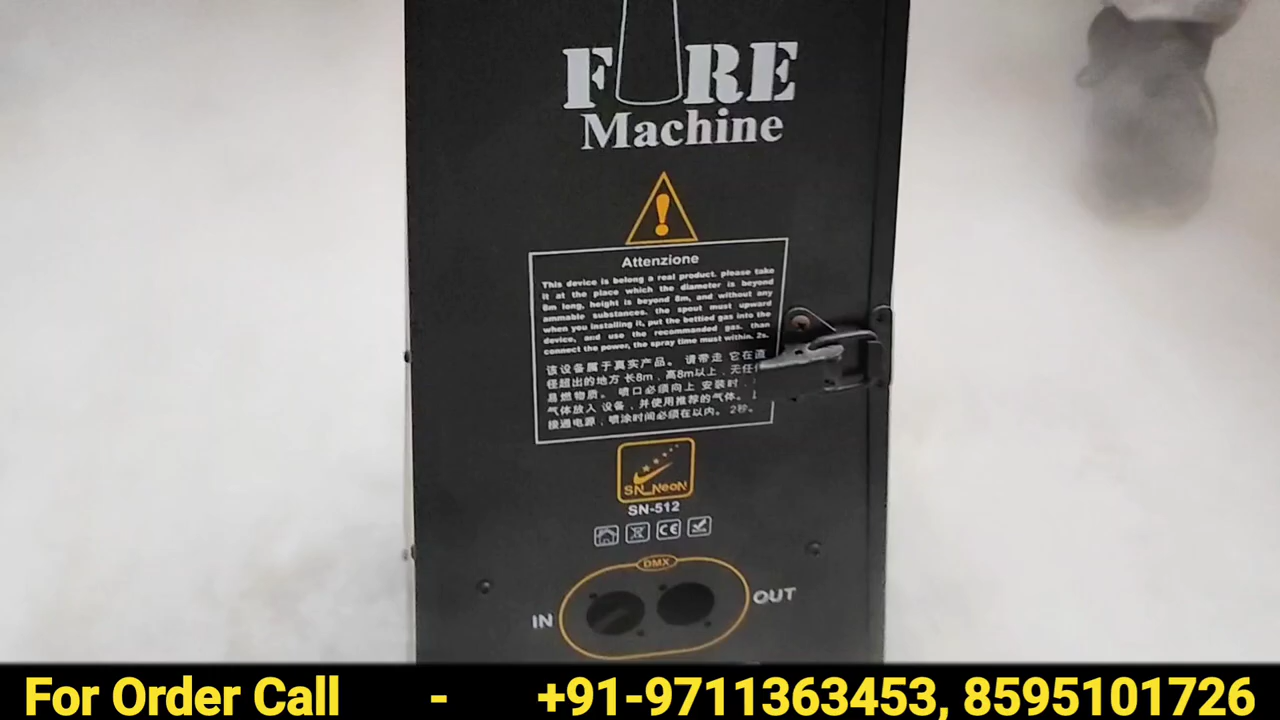 F RE
Machine
Attenzione
This device is belong a real product. please take
it at the place which the diameter is beyond
8m long, height is beyond 8m, and without any
ammable substances. the spout must upward
when you installing it, put the bottled gas into the
device, and use the recommanded gas. than
connect the power, the spray time must within. 2s.
该设备属于真实产品。 请带走 它在直
径超出的地方 长8m , 高8m以上 , 无任
易燃物质。 喷口必须向上 安装时 ,
气体放入 设备 , 并使用推荐的气体。
接通电源 , 喷涂时间必须在以内。 2秒。
SN_NeoN
SN-512
CE
DMX
IN
OUT
For Order Call - +91-9711363453, 8595101726